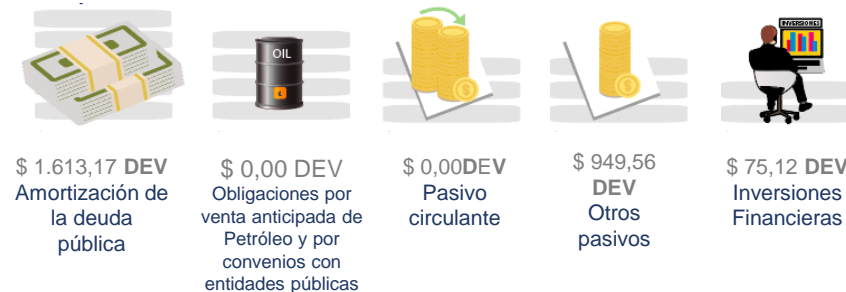 OIL
INVERSIONES
$ 1.613,17 DEV
Amortización de
la deuda
pública
$ 0,00 DEV
Obligaciones por
venta anticipada de
Petróleo y por
convenios con
entidades públicas
$ 0,00DEV
Pasivo
circulante
$ 949,56
DEV
Otros
pasivos
$ 75,12 DEV
Inversiones
Financieras